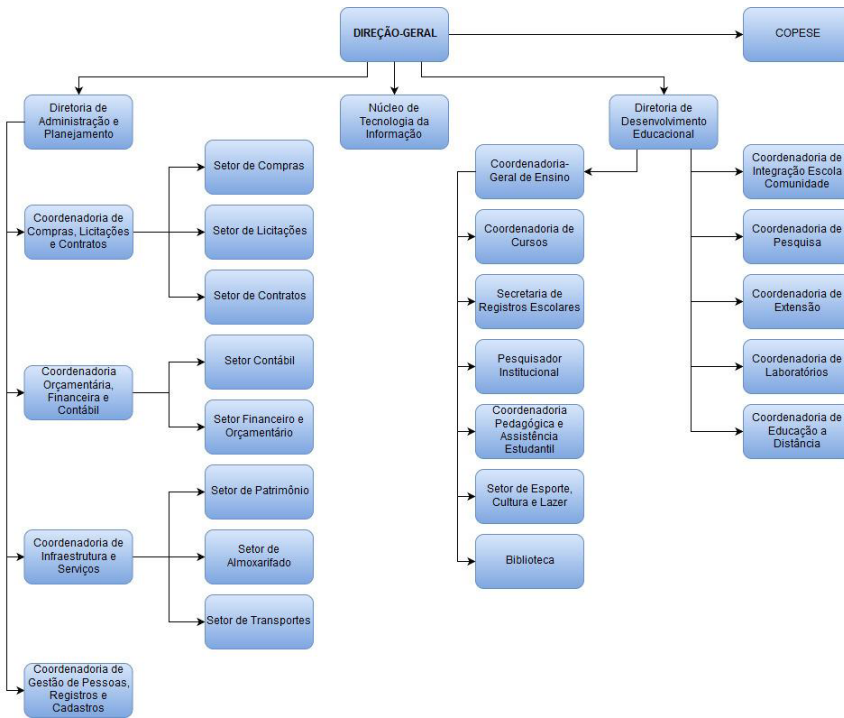 DIREÇÃO-GERAL
COPESE
Diretoria de
Administração e
Planejamento
Núcleo de
Tecnologia da
Informação
Diretoria de
Desenvolvimento
Educacional
Coordenadoria de
Compras, Licitações
e Contratos
Setor de Compras
Setor de Licitações
Setor de Contratos
Coordenadoria
Orçamentária,
Financeira e
Contábil
Setor Contábil
Setor Financeiro e
Orçamentário
Coordenadoria de
Infraestrutura e
Serviços
Setor de Patrimônio
Setor de
Almoxarifado
Setor de Transportes
Coordenadoria de
Gestão de Pessoas,
Registros e
Cadastros
Coordenadoria-
Geral de Ensino
Coordenadoria de
Cursos
Secretaria de
Registros Escolares
Pesquisador
Institucional
Coordenadoria
Pedagógica e
Assistência
Estudantil
Setor de Esporte,
Cultura e Lazer
Biblioteca
Coordenadoria de
Integração Escola
Comunidade
Coordenadoria de
Pesquisa
Coordenadoria de
Extensão
Coordenadoria de
Laboratórios
Coordenadoria de
Educação a
Distância